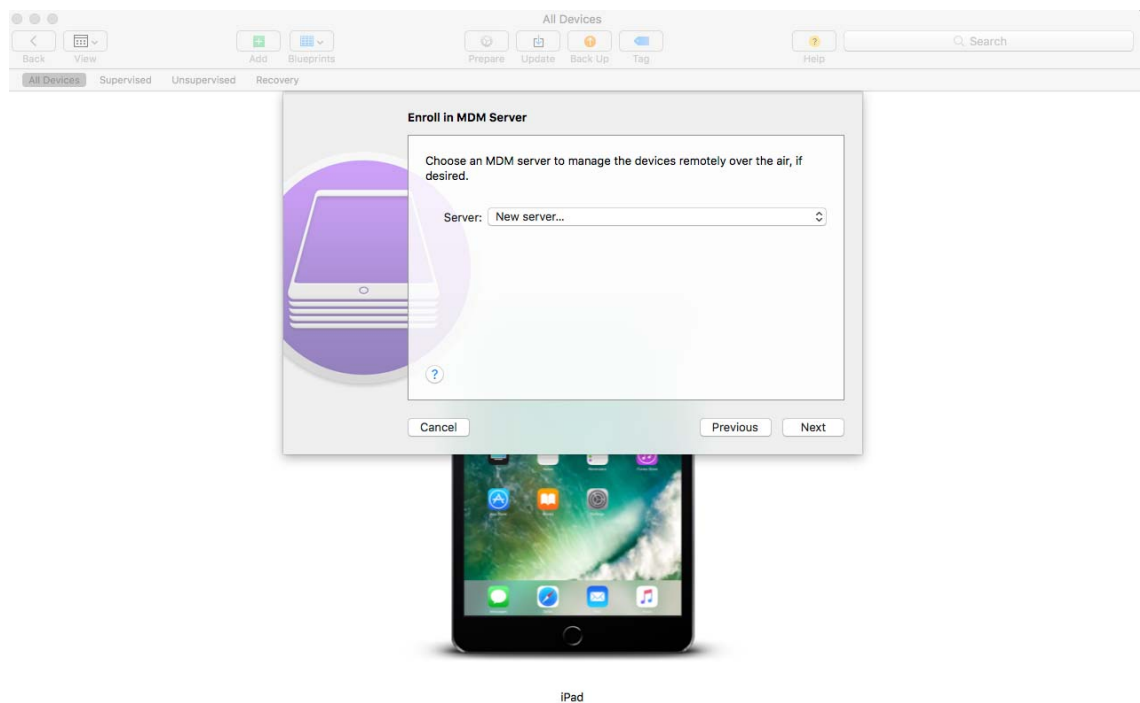 All Devices
Back View Add Blueprints Prepare Update Back Up Tag Help Search
All Devices Supervised Unsupervised Recovery
Enroll in MDM Server
Choose an MDM server to manage the devices remotely over the air, if
desired.
Server: New server...
?
Cancel Previous Next
iPad